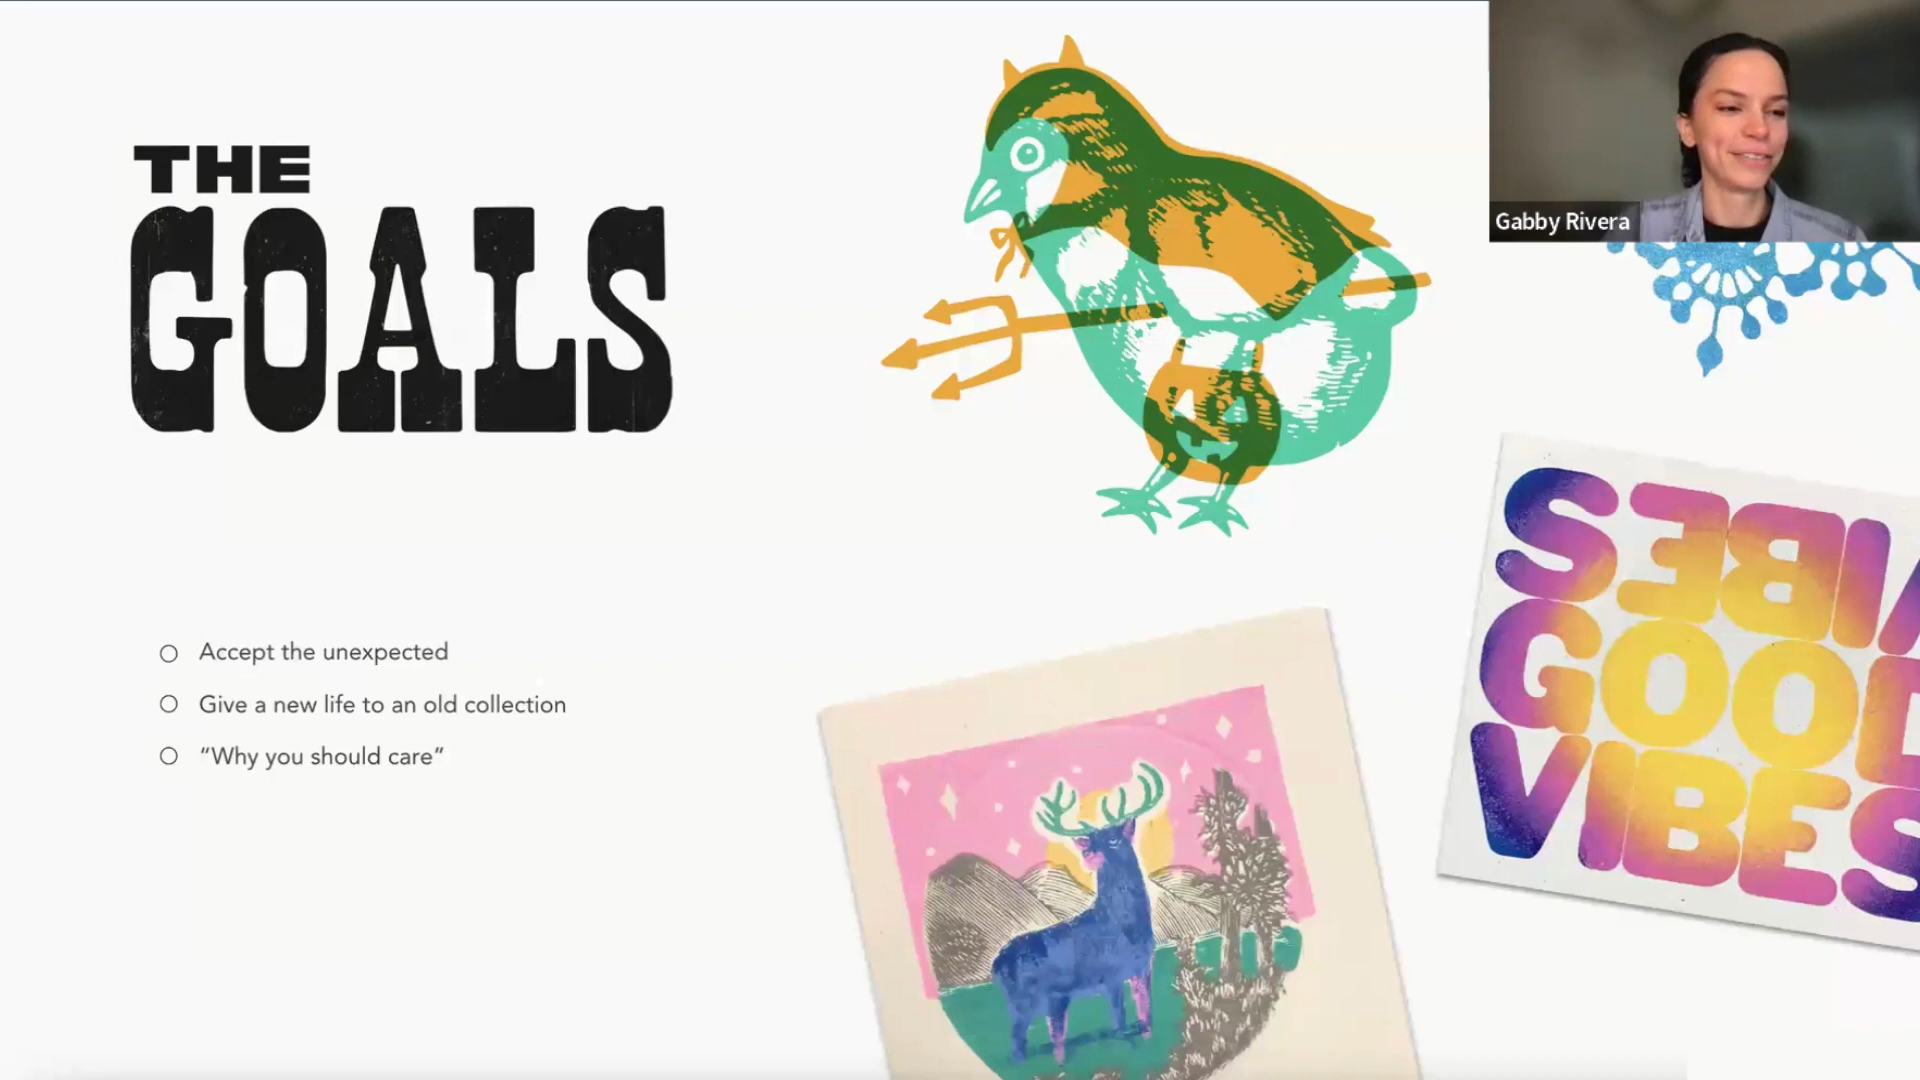 THE
GOALS
Accept the unexpected
Give a new life to an old collection
“Why you should care”
Gabby Rivera
VIBES
GOOD
VIBES